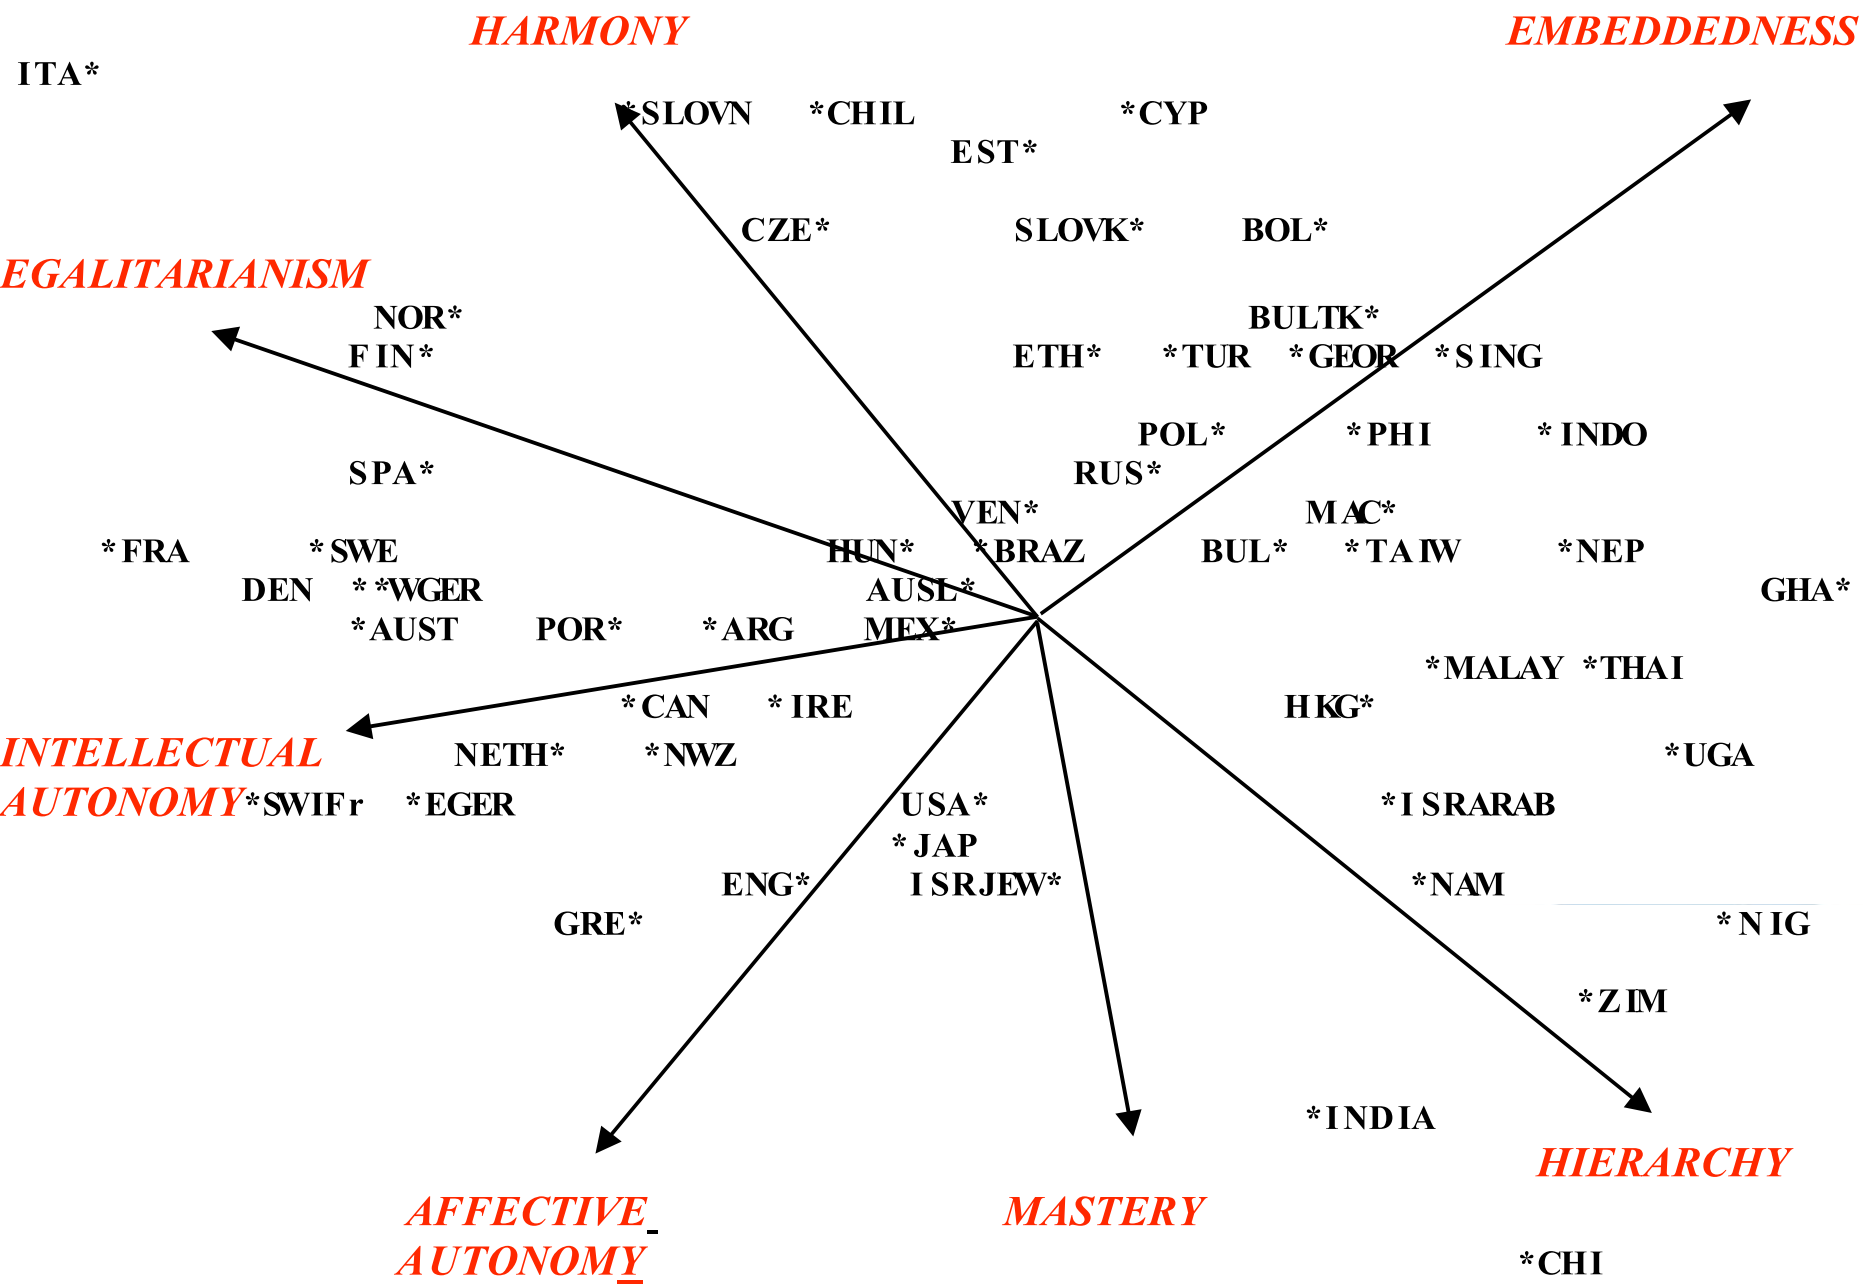 HARMONY EMBEDDEDNESS
ITA*
*SLOVN *CHIL *CYP
EST*
CZE* SLOVK* BOL*
EGALITARIANISM
NOR* BULTK*
FIN* ETH* *TUR *GEOR *SING
POL* *PHI *INDO
SPA* RUS*
VEN* MAC*
*FRA *SWE HUN* *BRAZ BUL* *TAIW *NEP
DEN * *WGER AUSL* GHA*
*AUST POR* *ARG MEX*
*MALAY *THAI
*CAN *IRE HKG*
INTELLECTUAL NETH* *NWZ *UGA
AUTONOMY *SWIFr *EGER USA* *ISRARAB
*JAP
ENG* ISRJEW* *NAM
GRE* *NIG
*ZIM
*INDIA
HIERARCHY
AFFECTIVE MASTERY
AUTONOMY *CHI